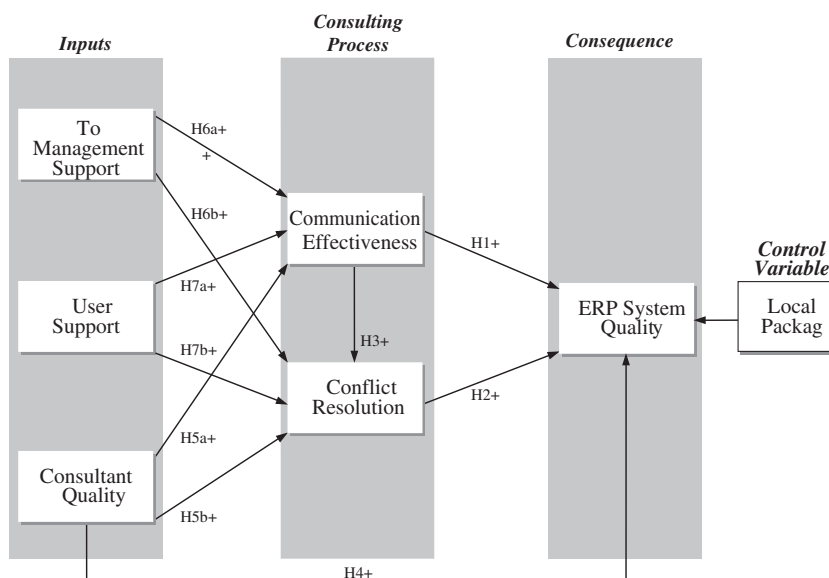 Inputs
Consulting
Process
Consequence
To
Management
Support
H6a+
+
H6b+
Communication
Effectiveness
H1+
Control
Variable
User
Support
H7a+
H7b+
H3+
ERP System
Quality
Local
Packag
Conflict
Resolution
H2+
Consultant
Quality
H5a+
H5b+
H4+